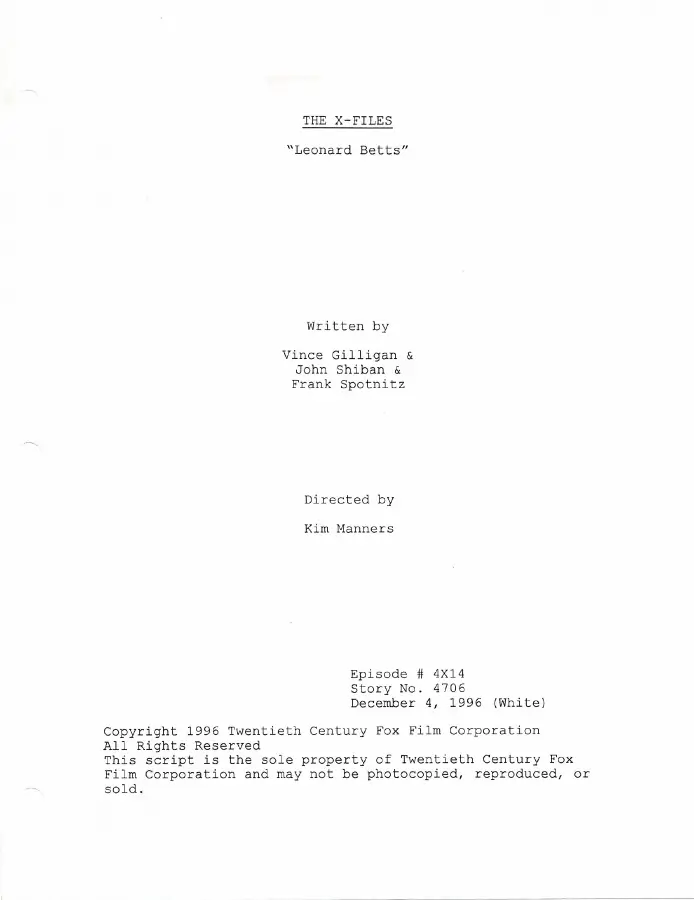 THE X-FILES
"Leonard Betts"
Written by
Vince Gilligan &
John Shiban &
Frank Spotnitz
Directed by
Kim Manners
Episode # 4X14
Story No. 4706
December 4, 1996 (White)
Copyright 1996 Twentieth Century Fox Film Corporation
All Rights Reserved
This script is the sole property of Twentieth Century Fox
Film Corporation and may not be photocopied, reproduced, or
sold.